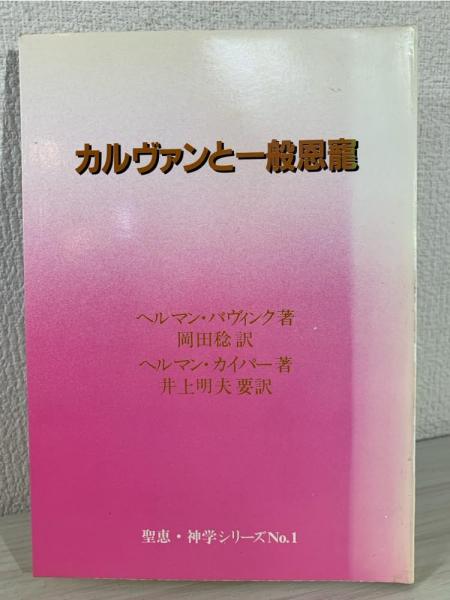 カルヴァンと一般恩寵
ヘルマン・バヴィンク著
岡田稔訳
ヘルマン・カイパー著
井上明夫要訳
聖恵・神学シリーズNo.1